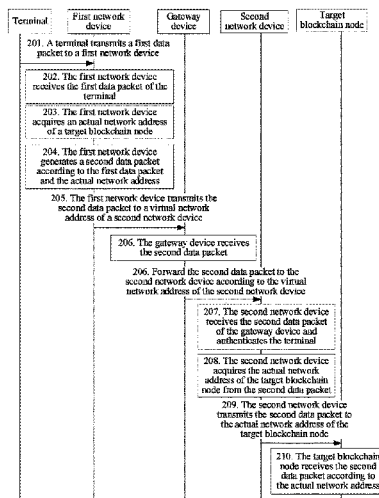 Terminal
First network
device
Gateway
device
Second
network device
Target
blockchain node
201. A terminal transmits a first data
packet to a first network device
202. The first network device
receives the first data packet of the
terminal
203. The first network device
acquires an actual network address
of a target blockchain node
204. The first network device
generates a second data packet
according to the first data packet
and the actual network address
205. The first network device transmits the
second data packet to a virtual network
address of a second network device
206. The gateway device receives
the second data packet
206. Forward the second data packet to the
second network device according to the virtual
network address of the second network device
207. The second network device
receives the second data packet
of the gateway device and
authenticates the terminal
208. The second network device
acquires the actual network
address of the target blockchain
node from the second data packet
209. The second network device
transmits the second data packet to
the actual network address of the
target blockchain node
210. The target blockchain
node receives the second
data packet according to
the actual network address